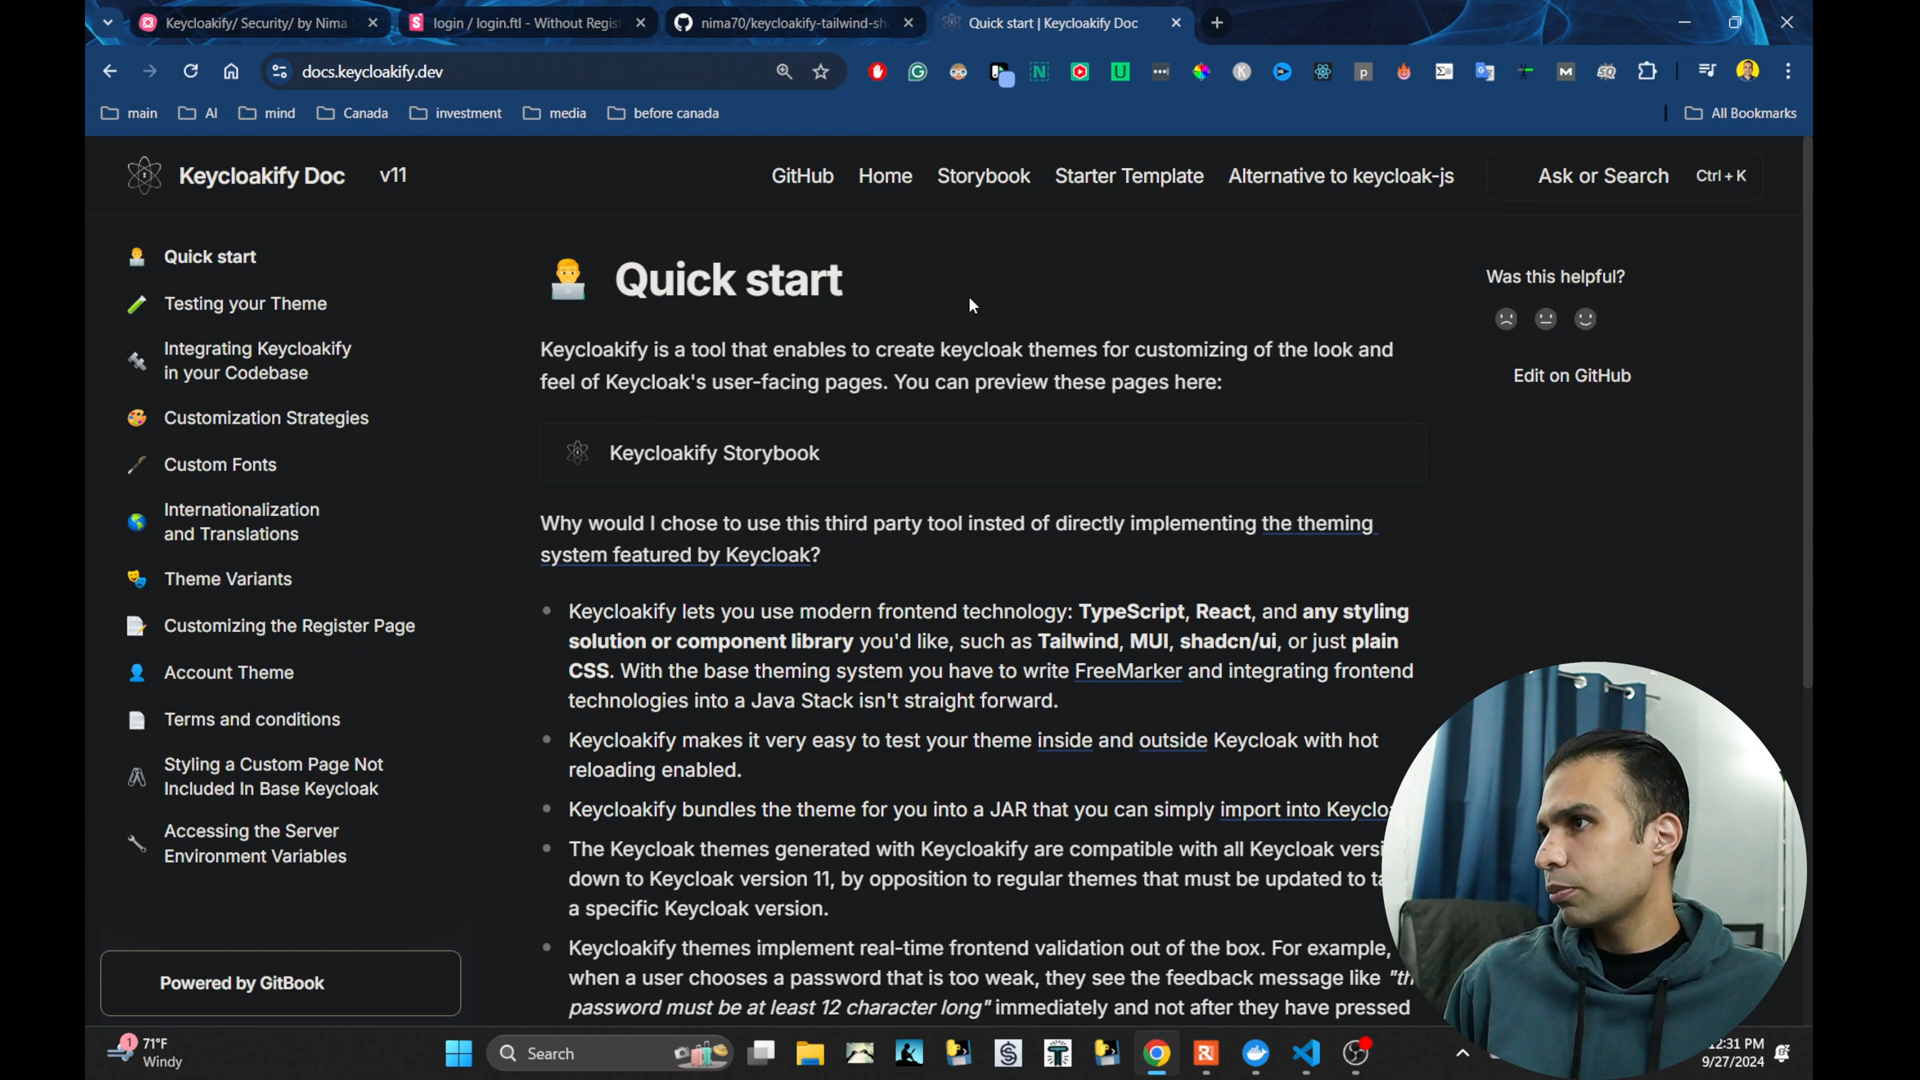 Keycloakify/ Security/ by Nima
login / login.ftl - Without Regis
nima70/keycloakify-tailwind-sh
Quick start | Keycloakify Doc
docs.keycloakify.dev
main
AI
mind
Canada
investment
media
before canada
All Bookmarks
Keycloakify Doc
v11
GitHub
Home
Storybook
Starter Template
Alternative to keycloak-js
Ask or Search
Ctrl + K
Quick start
Testing your Theme
Integrating Keycloakify
in your Codebase
Customization Strategies
Custom Fonts
Internationalization
and Translations
Theme Variants
Customizing the Register Page
Account Theme
Terms and conditions
Styling a Custom Page Not
Included In Base Keycloak
Accessing the Server
Environment Variables
Powered by GitBook
Quick start
Keycloakify is a tool that enables to create keycloak themes for customizing of the look and
feel of Keycloak's user-facing pages. You can preview these pages here:
Keycloakify Storybook
Why would I chose to use this third party tool insted of directly implementing the theming
system featured by Keycloak?
Keycloakify lets you use modern frontend technology: TypeScript, React, and any styling
solution or component library you'd like, such as Tailwind, MUI, shadcn/ui, or just plain
CSS. With the base theming system you have to write FreeMarker and integrating frontend
technologies into a Java Stack isn't straight forward.
Keycloakify makes it very easy to test your theme inside and outside Keycloak with hot
reloading enabled.
Keycloakify bundles the theme for you into a JAR that you can simply import into Keyclo
The Keycloak themes generated with Keycloakify are compatible with all Keycloak versi
down to Keycloak version 11, by opposition to regular themes that must be updated to ta
a specific Keycloak version.
Keycloakify themes implement real-time frontend validation out of the box. For example,
when a user chooses a password that is too weak, they see the feedback message like "th
password must be at least 12 character long" immediately and not after they have pressed
Was this helpful?
Edit on GitHub
1
71°F
Windy
Search
12:31 PM
9/27/2024